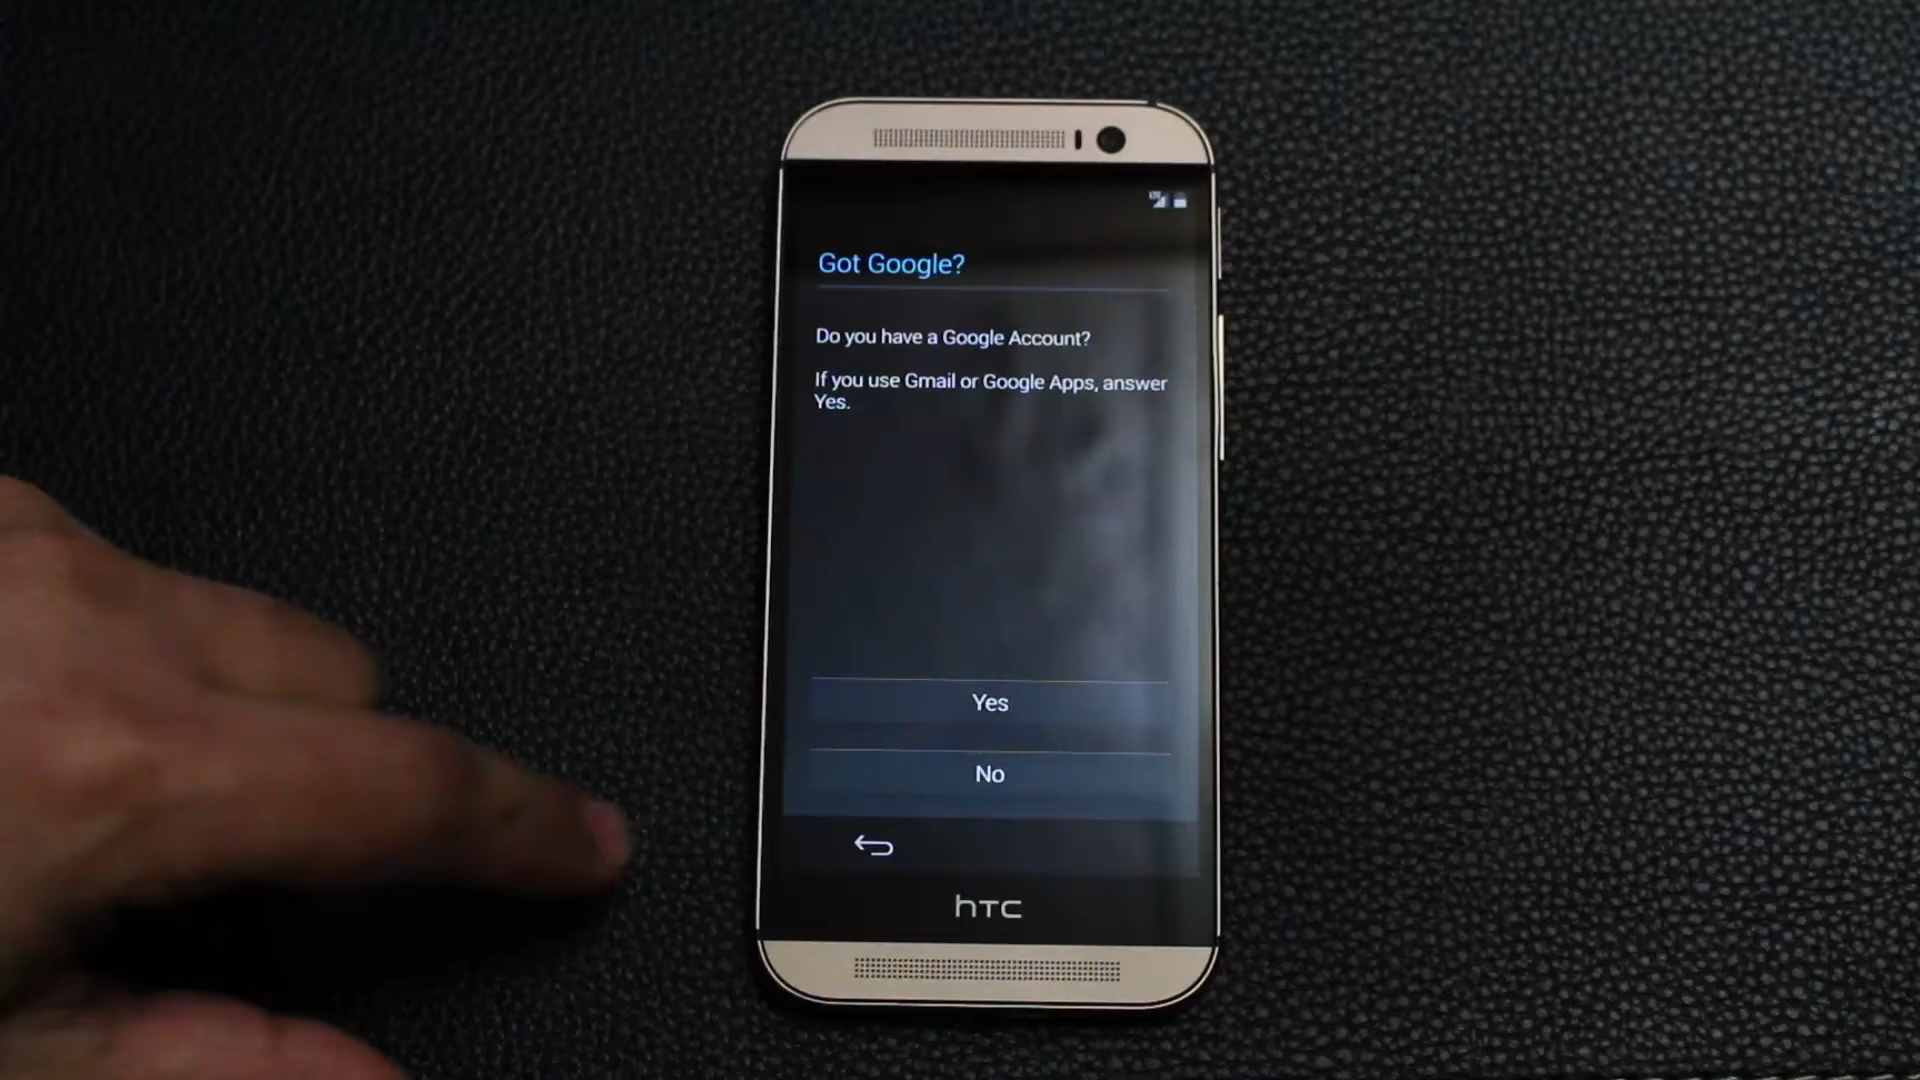 Got Google?
Do you have a Google Account?
If you use Gmail or Google Apps, answer
Yes.
Yes
No
hTC